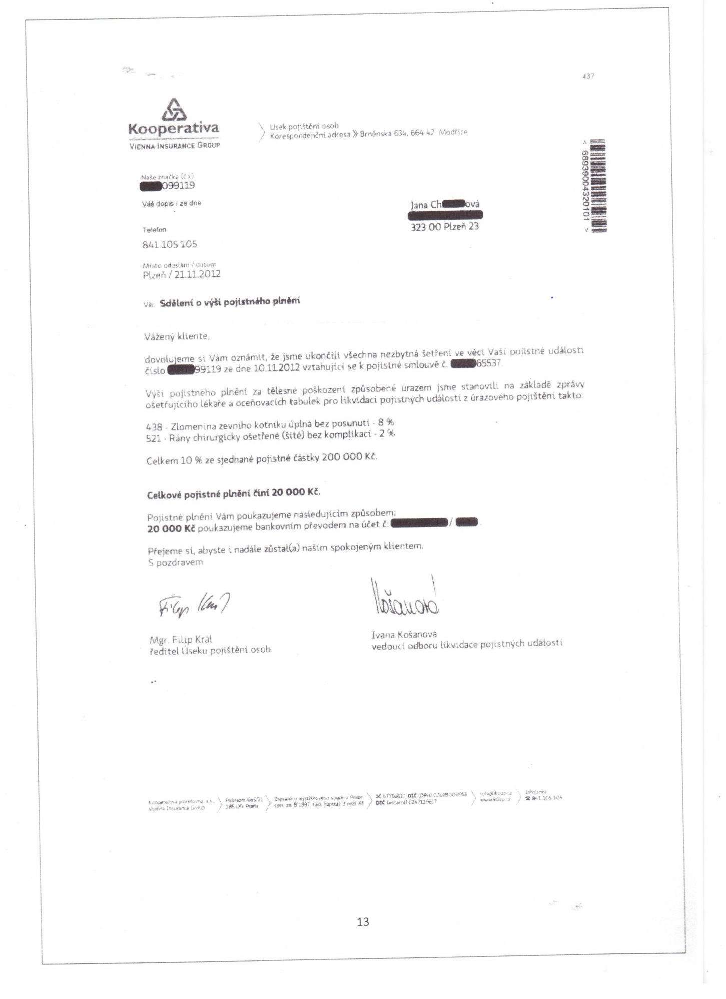 437
Kooperativa
VIENNA INSURANCE GROUP
Úsek pojištění osob
Korespondenční adresa » Brněnská 634, 664 42 Modřice
68939004320101
Naše značka (čj)
099119
Váš dopis / ze dne
Jana Ch ová
323 00 Plzeň 23
Telefon
841 105 105
Místo odeslání / datum
Plzeň / 21.11.2012
Věc Sdělení o výši pojistného plnění
Vážený kliente,
dovolujeme si Vám oznámit, že jsme ukončili všechna nezbytná šetření ve věci Vaší pojistné události
číslo 99119 ze dne 10.11.2012 vztahující se k pojistné smlouvě č. 65537.
Výši pojistného plnění za tělesné poškození způsobené úrazem jsme stanovili na základě zprávy
ošetřujícího lékaře a oceňovacích tabulek pro likvidaci pojistných událostí z úrazového pojištění takto:
438 - Zlomenina zevního kotníku úplná bez posunutí - 8 %
521 - Rány chirurgicky ošetřené (šité) bez komplikací - 2 %
Celkem 10 % ze sjednané pojistné částky 200 000 Kč.
Celkové pojistné plnění činí 20 000 Kč.
Pojistné plnění Vám poukazujeme následujícím způsobem:
20 000 Kč poukazujeme bankovním převodem na účet č: / .
Přejeme si, abyste i nadále zůstal(a) naším spokojeným klientem.
S pozdravem
Filip Král
Košanová
Mgr. Filip Král
ředitel Úseku pojištění osob
Ivana Košanová
vedoucí odboru likvidace pojistných událostí
Kooperativa pojišťovna, a.s., Pobřežní 665/21 Zapsaná u rejstříkového soudu v Praze IČ 47116617, DIČ (DPH) CZ699000955 info@koop.cz Infolinka
Vienna Insurance Group 186 00 Praha spis. zn. B 1897, zákl. kapitál: 3 mld. Kč DIČ (ostatní) CZ47116617 www.koop.cz ☎ 841 105 105
13